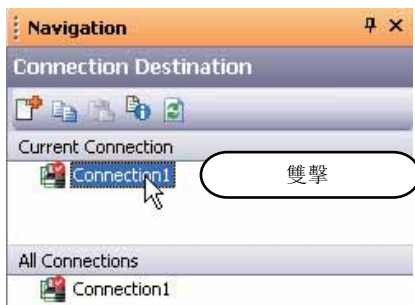 Navigation
Connection Destination
Current Connection
Connection1
雙擊
All Connections
Connection1